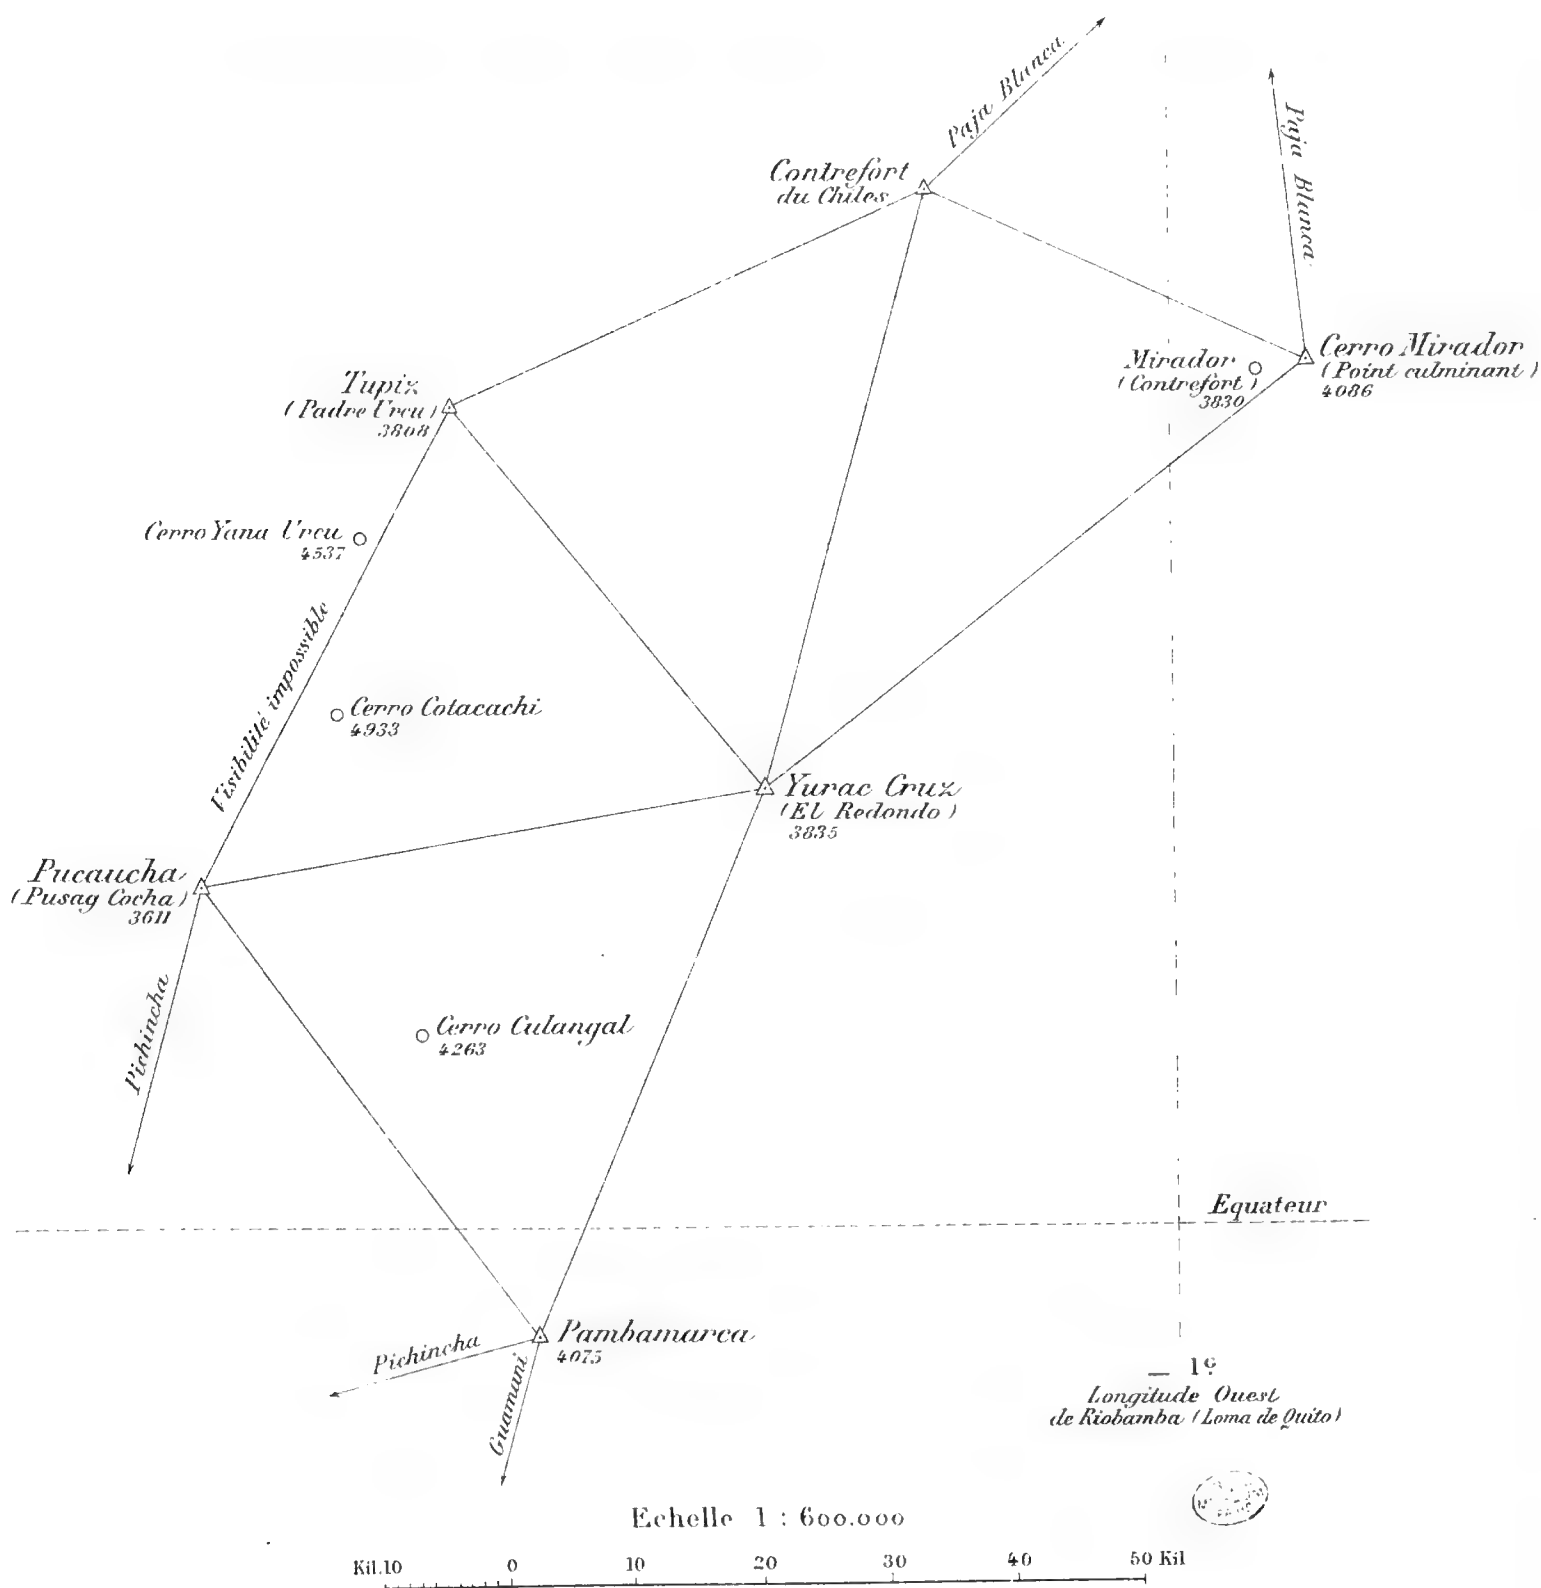 Paja Blanca
Paja Blanca
Contrefort
du Chiles
Cerro Mirador
(Point culminant)
4086
Mirador
(Contrefort)
3830
Tupiz
(Padre Urcu)
3808
Cerro Yana Urcu
4537
Visibilité impossible
Cerro Cotacachi
4933
Yurac Cruz
(El Redondo)
3835
Pucaucha
(Pusag Cocha)
3611
Pichincha
Cerro Culangal
4263
Equateur
Pambamarca
4075
Pichincha
Guamani
— 1G
Longitude Ouest
de Riobamba (Loma de Quito)
Echelle 1 : 600.000
Kil.10 0 10 20 30 40 50 Kil